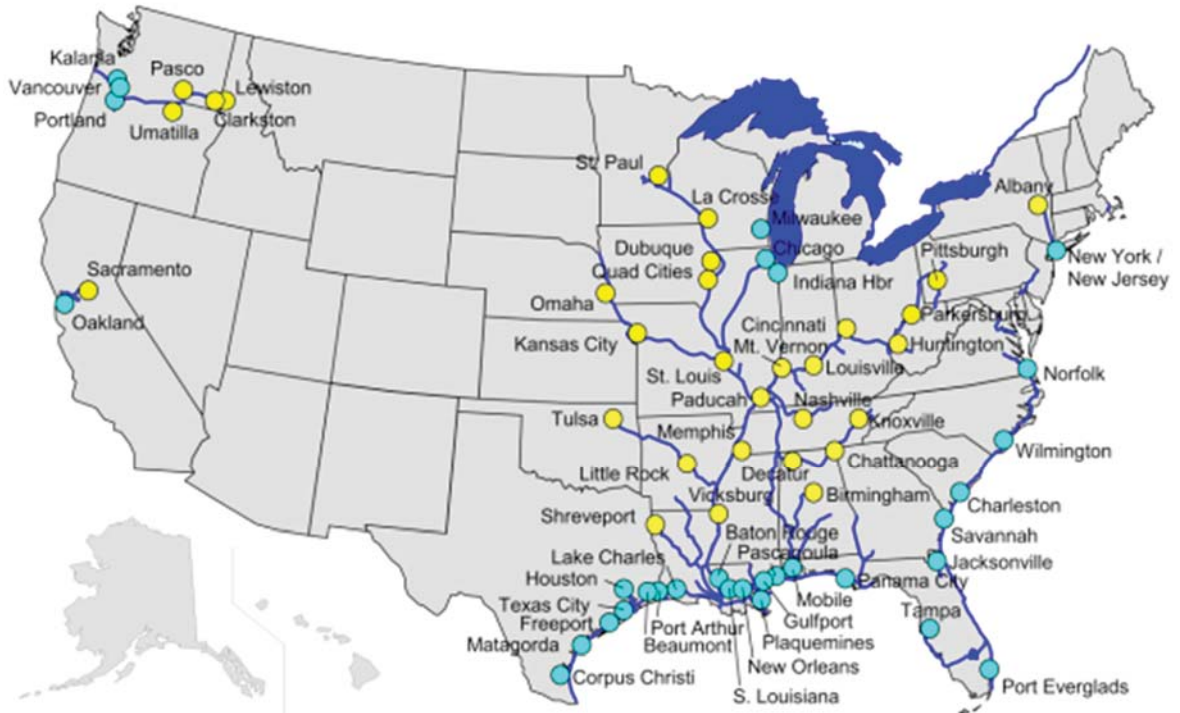 Kalama
Vancouver
Portland
Pasco
Umatilla
Lewiston
Clarkston
Sacramento
Oakland
St. Paul
La Crosse
Milwaukee
Dubuque
Quad Cities
Chicago
Indiana Hbr
Omaha
Kansas City
St. Louis
Albany
New York /
New Jersey
Pittsburgh
Parkersburg
Huntington
Cincinnati
Mt. Vernon
Louisville
Paducah
Nashville
Knoxville
Norfolk
Wilmington
Tulsa
Memphis
Little Rock
Decatur
Chattanooga
Vicksburg
Birmingham
Charleston
Savannah
Jacksonville
Shreveport
Baton Rouge
Pascagoula
Lake Charles
Houston
Texas City
Freeport
Matagorda
Corpus Christi
Port Arthur
Beaumont
Panama City
Mobile
Gulfport
Plaquemines
New Orleans
S. Louisiana
Tampa
Port Everglads